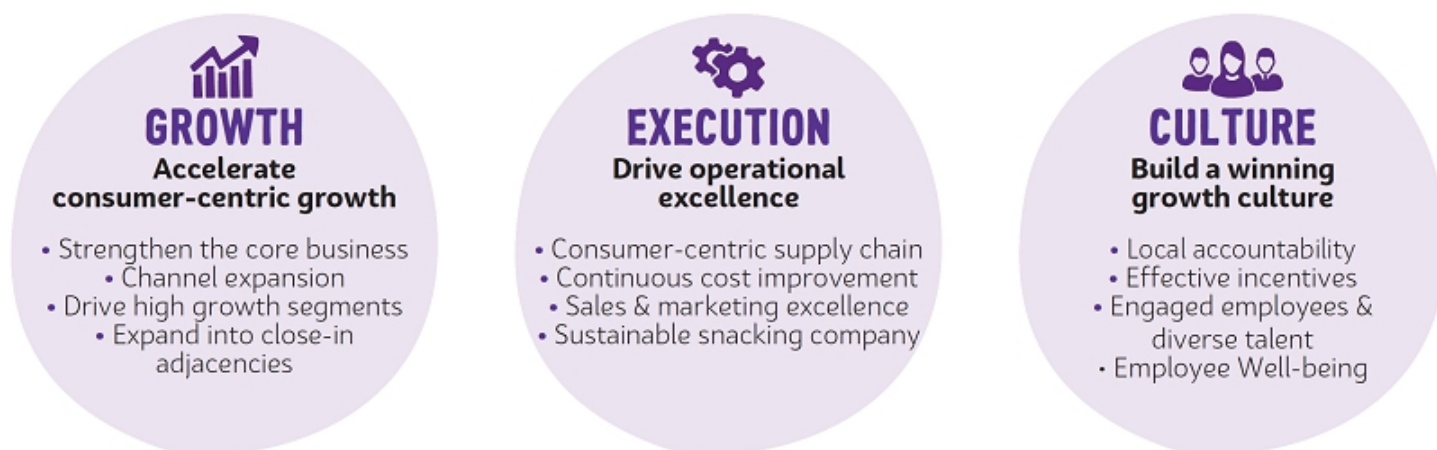 GROWTH
Accelerate
consumer-centric growth
• Strengthen the core business
• Channel expansion
• Drive high growth segments
• Expand into close-in
adjacencies
EXECUTION
Drive operational
excellence
• Consumer-centric supply chain
• Continuous cost improvement
• Sales & marketing excellence
• Sustainable snacking company
CULTURE
Build a winning
growth culture
• Local accountability
• Effective incentives
• Engaged employees &
diverse talent
• Employee Well-being